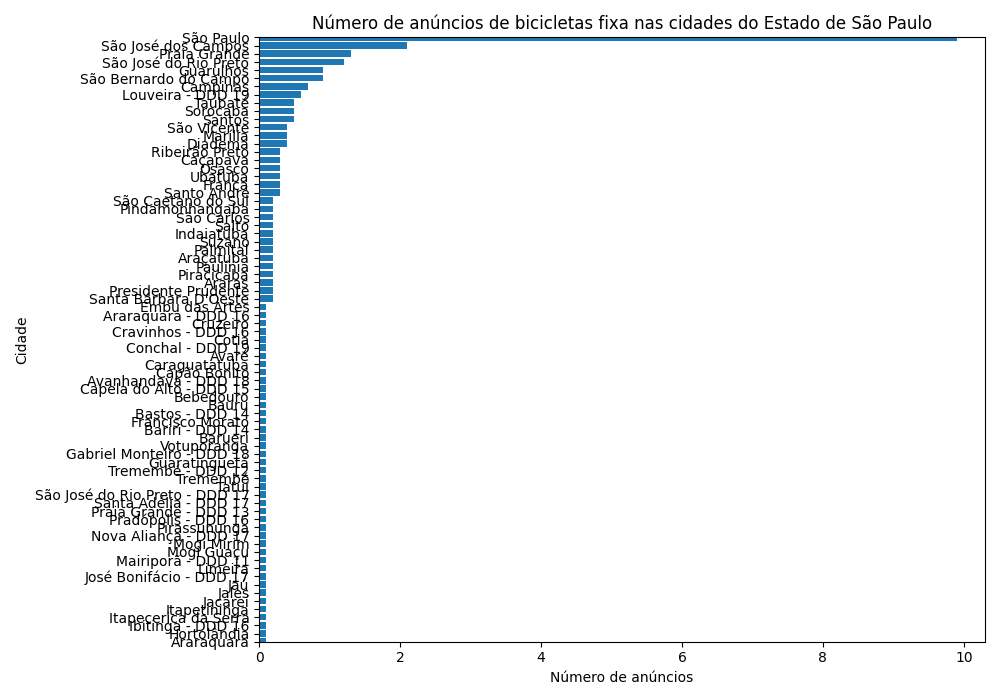 Número de anúncios de bicicletas fixa nas cidades do Estado de São Paulo
São Paulo
São José dos Campos
Praia Grande
São José do Rio Preto
Guarulhos
São Bernardo do Campo
Campinas
Louveira - DDD 19
Taubaté
Sorocaba
Santos
São Vicente
Marília
Diadema
Ribeirão Preto
Caçapava
Osasco
Ubatuba
Franca
Santo André
São Caetano do Sul
Pindamonhangaba
São Carlos
Salto
Indaiatuba
Suzano
Palmital
Araçatuba
Paulínia
Piracicaba
Araras
Presidente Prudente
Santa Bárbara D'Oeste
Embu das Artes
Araraquara - DDD 16
Cruzeiro
Cravinhos - DDD 16
Cotia
Conchal - DDD 19
Avaré
Caraguatatuba
Capão Bonito
Avanhandava - DDD 18
Capela do Alto - DDD 15
Bebedouro
Bauru
Bastos - DDD 14
Francisco Morato
Bariri - DDD 14
Barueri
Votuporanga
Gabriel Monteiro - DDD 18
Guaratinguetá
Tremembé - DDD 12
Tremembé
Tatuí
São José do Rio Preto - DDD 17
Santa Adélia - DDD 17
Praia Grande - DDD 13
Pradópolis - DDD 16
Pirassununga
Nova Aliança - DDD 17
Mogi Mirim
Mogi Guaçu
Mairiporã - DDD 11
Limeira
José Bonifácio - DDD 17
Jaú
Jales
Jacareí
Itapetininga
Itapecerica da Serra
Ibitinga - DDD 16
Hortolândia
Araraquara
Cidade
0 2 4 6 8 10
Número de anúncios